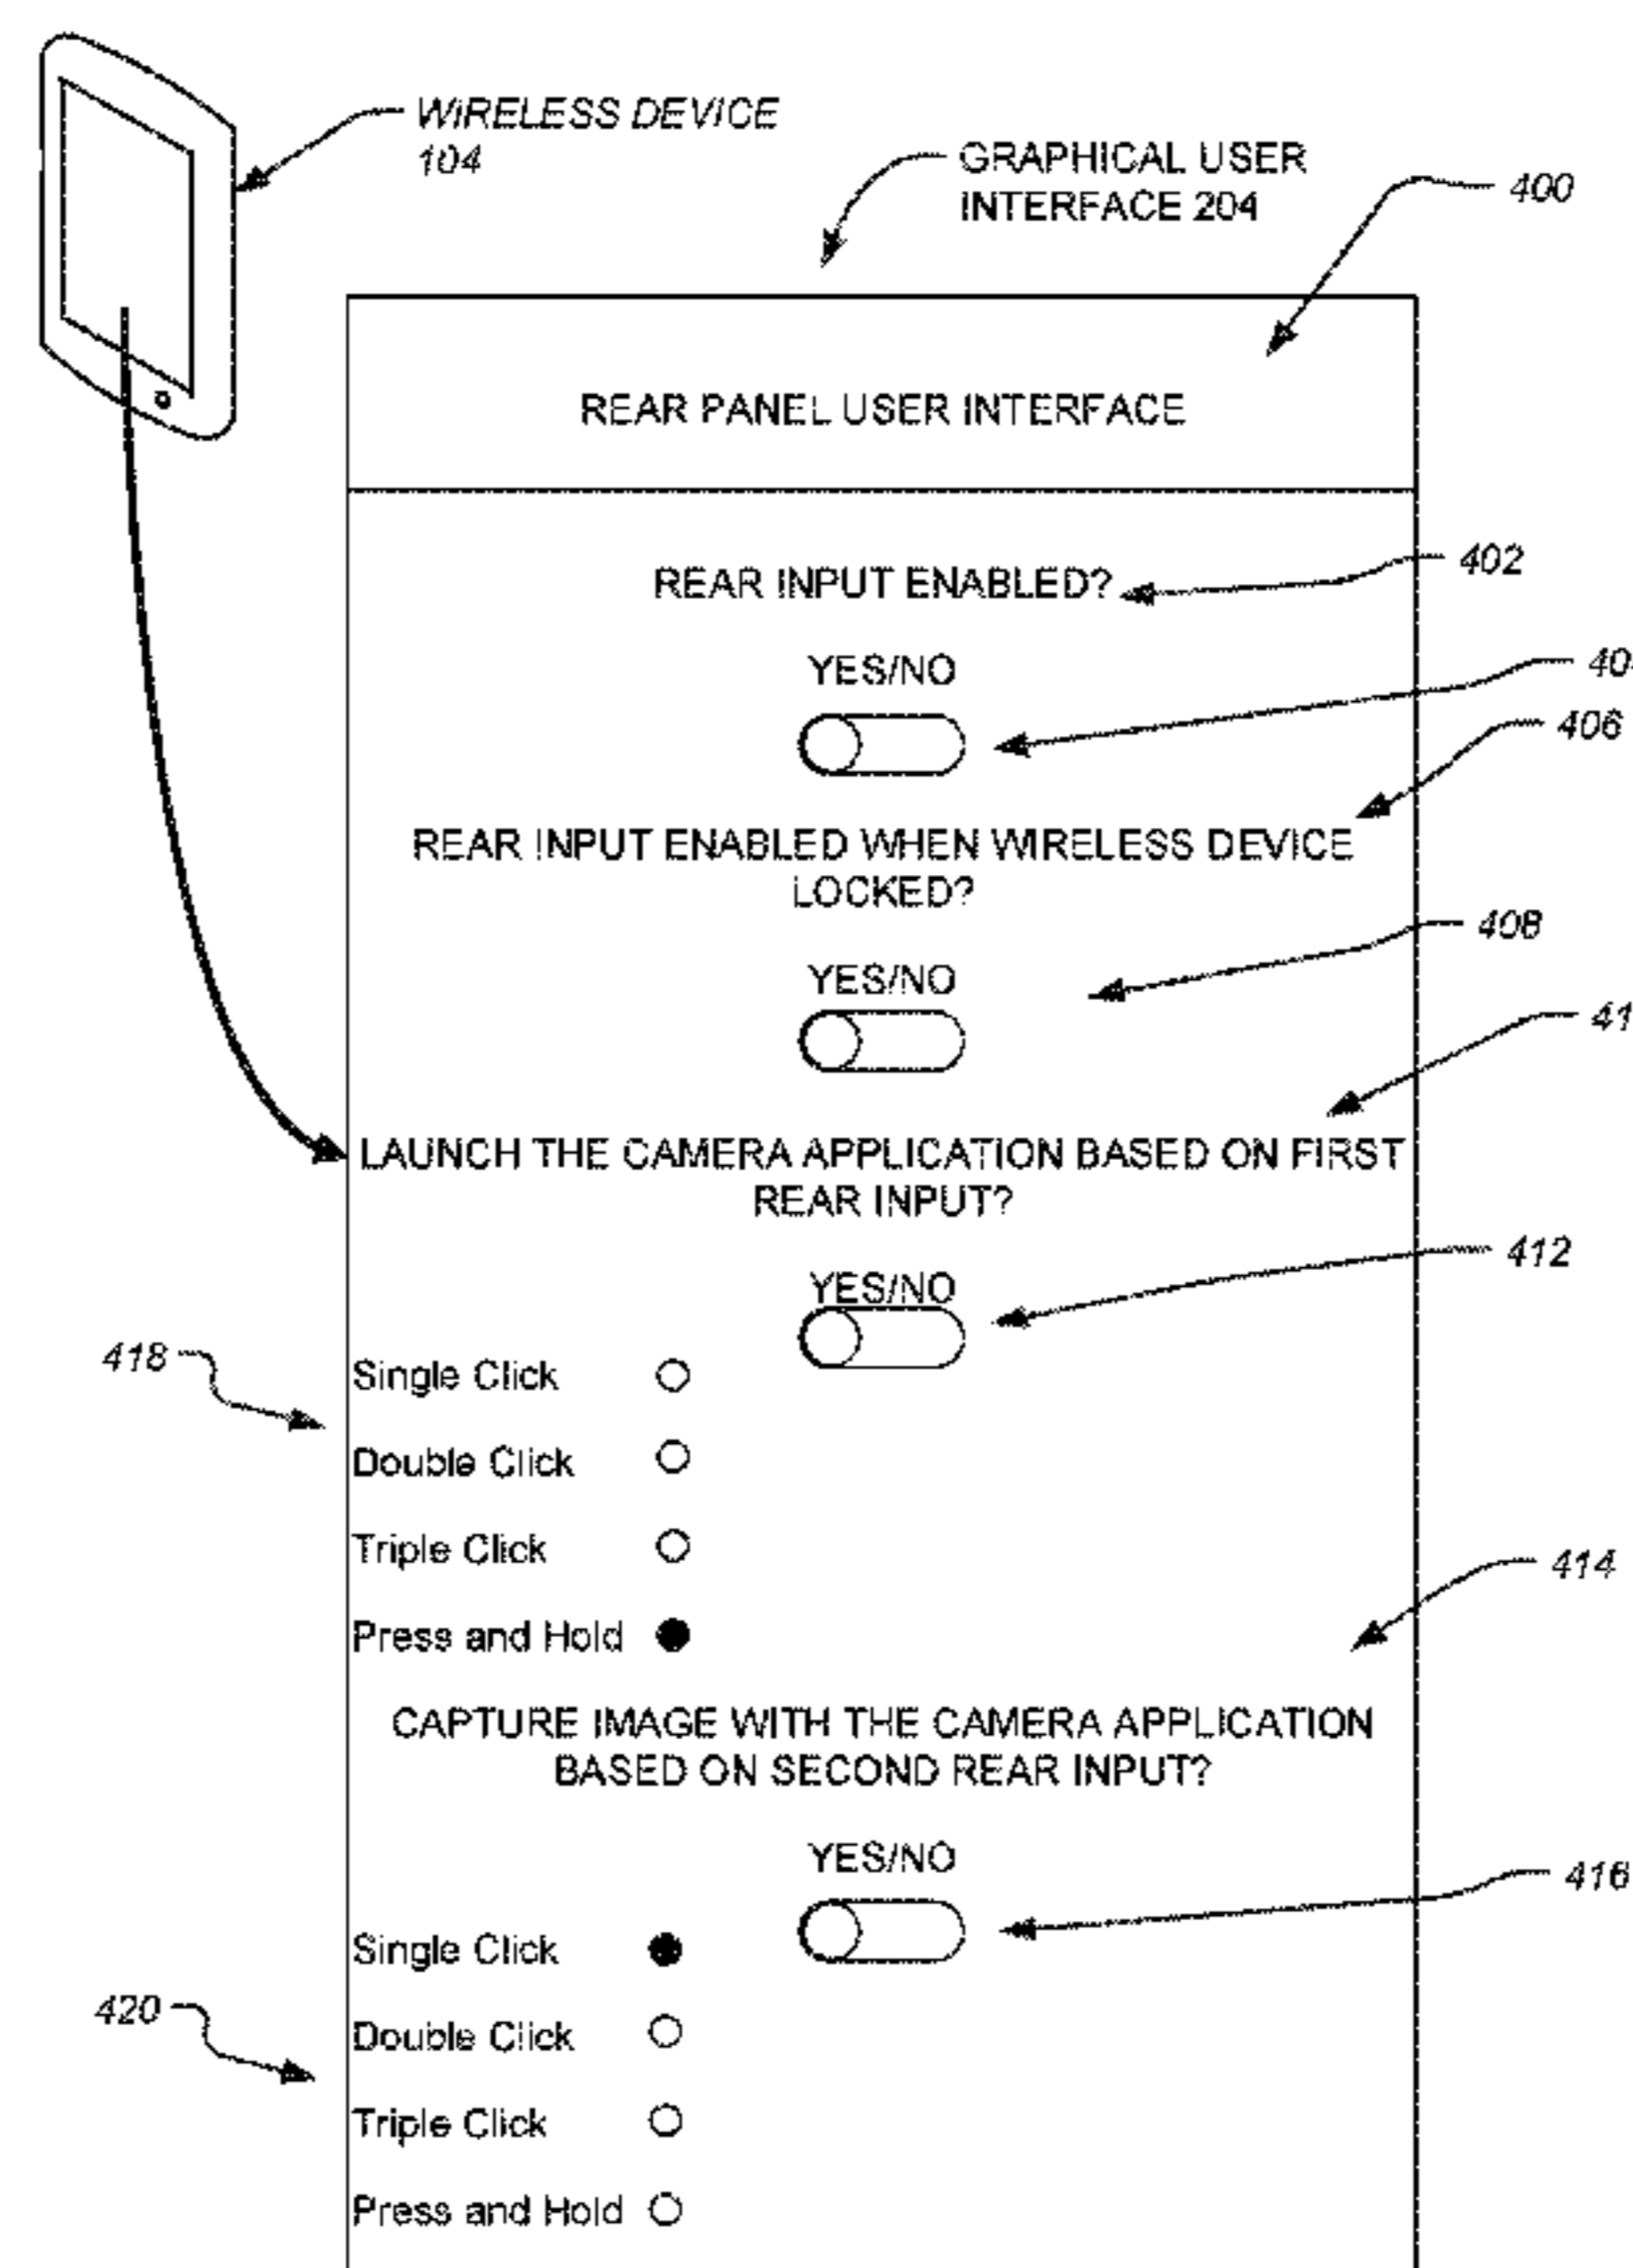 WIRELESS DEVICE
104
GRAPHICAL USER
INTERFACE 204
400
REAR PANEL USER INTERFACE
REAR INPUT ENABLED?
402
YES/NO
406
REAR INPUT ENABLED WHEN WIRELESS DEVICE
LOCKED?
408
YES/NO
LAUNCH THE CAMERA APPLICATION BASED ON FIRST
REAR INPUT?
412
YES/NO
418
Single Click
Double Click
Triple Click
414
Press and Hold
CAPTURE IMAGE WITH THE CAMERA APPLICATION
BASED ON SECOND REAR INPUT?
YES/NO
416
Single Click
420
Double Click
Triple Click
Press and Hold